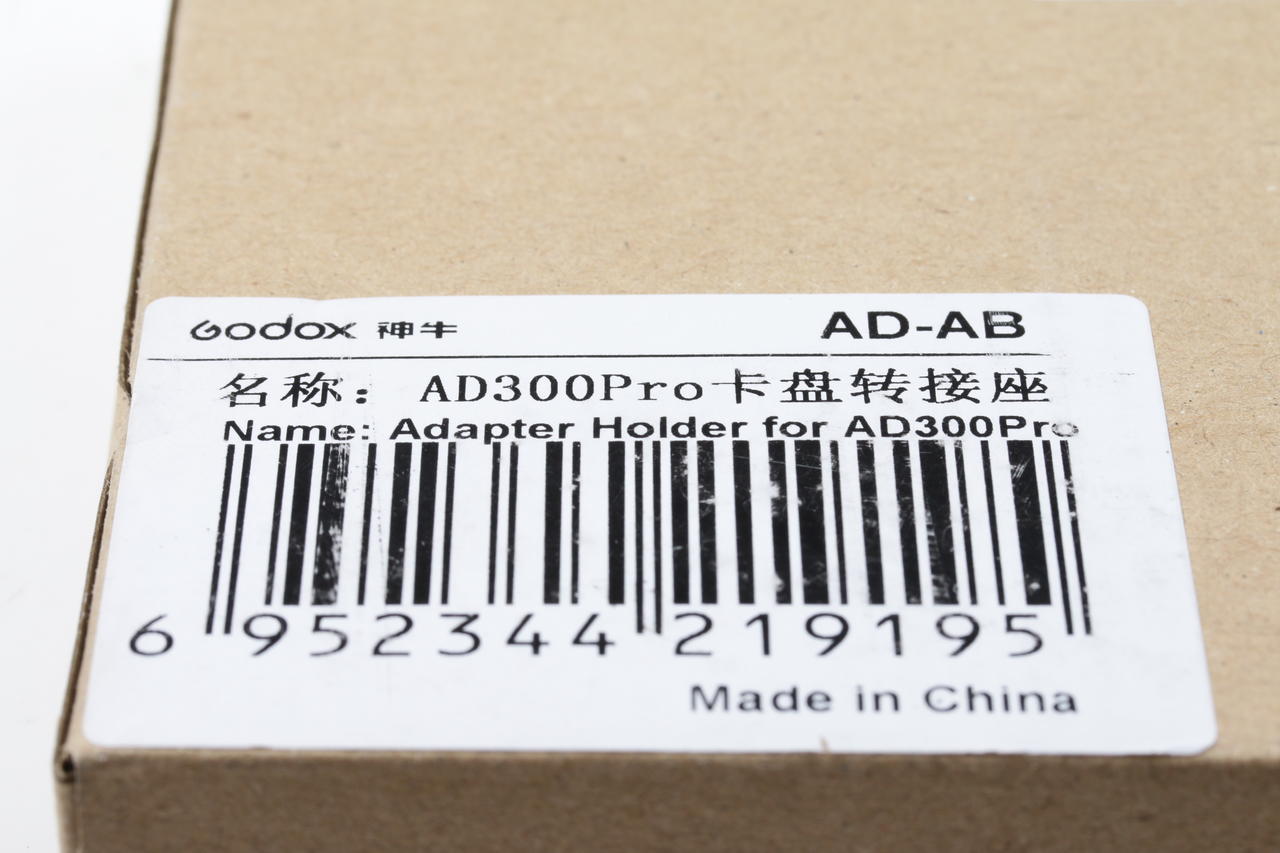 Godox 神牛 AD-AB
名称： AD300Pro卡盘转接座
Name: Adapter Holder for AD300Pro
6 952344 219195
Made in China